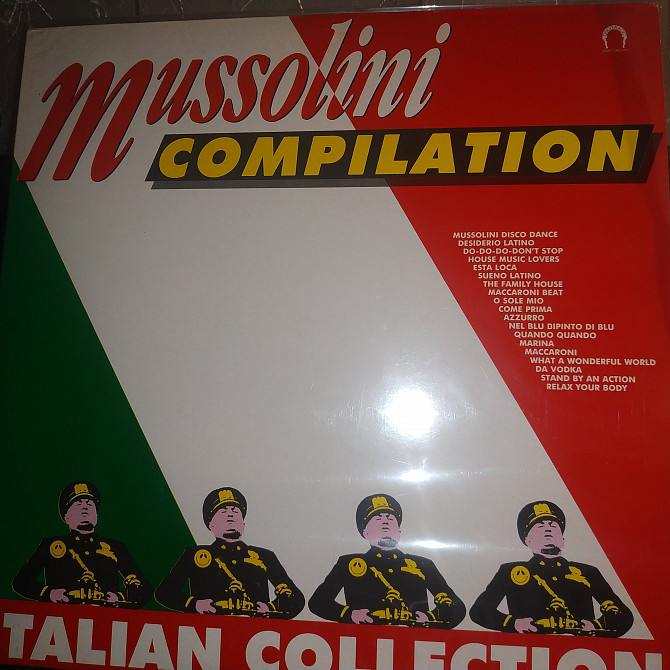 Mussolini
COMPILATION
MUSSOLINI DISCO DANCE
DESIDERIO LATINO
DO-DO-DO-DON'T STOP
HOUSE MUSIC LOVERS
ESTA LOCA
SUENO LATINO
THE FAMILY HOUSE
MACCARONI BEAT
O SOLE MIO
COME PRIMA
AZZURRO
NEL BLU DIPINTO DI BLU
QUANDO QUANDO
MARINA
MACCARONI
WHAT A WONDERFUL WORLD
DA VODKA
STAND BY AN ACTION
RELAX YOUR BODY
TALIAN COLLECTION